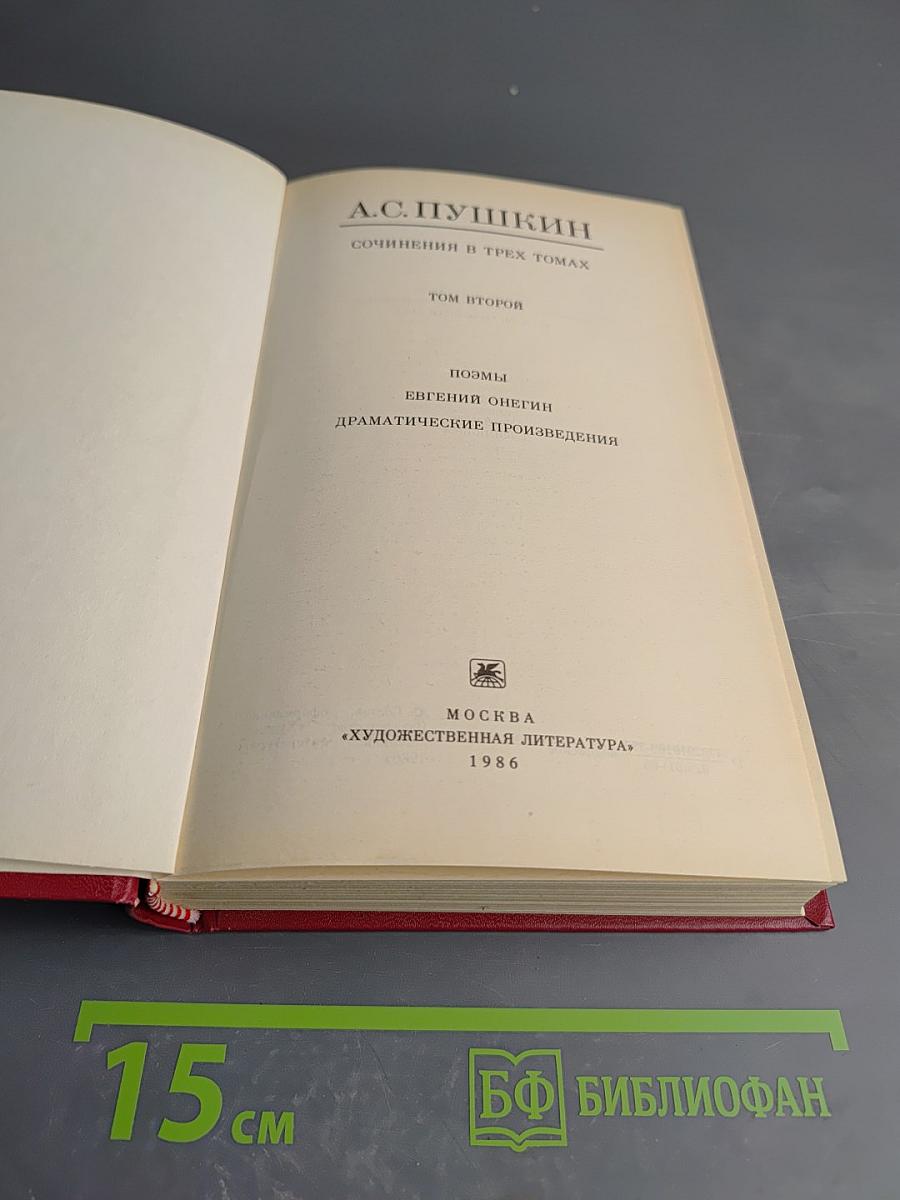 А.С.ПУШКИН
СОЧИНЕНИЯ В ТРЕХ ТОМАХ
ТОМ ВТОРОЙ
ПОЭМЫ
ЕВГЕНИЙ ОНЕГИН
ДРАМАТИЧЕСКИЕ ПРОИЗВЕДЕНИЯ
МОСКВА
«ХУДОЖЕСТВЕННАЯ ЛИТЕРАТУРА»
1986
15 см
БФ БИБЛИОФАН